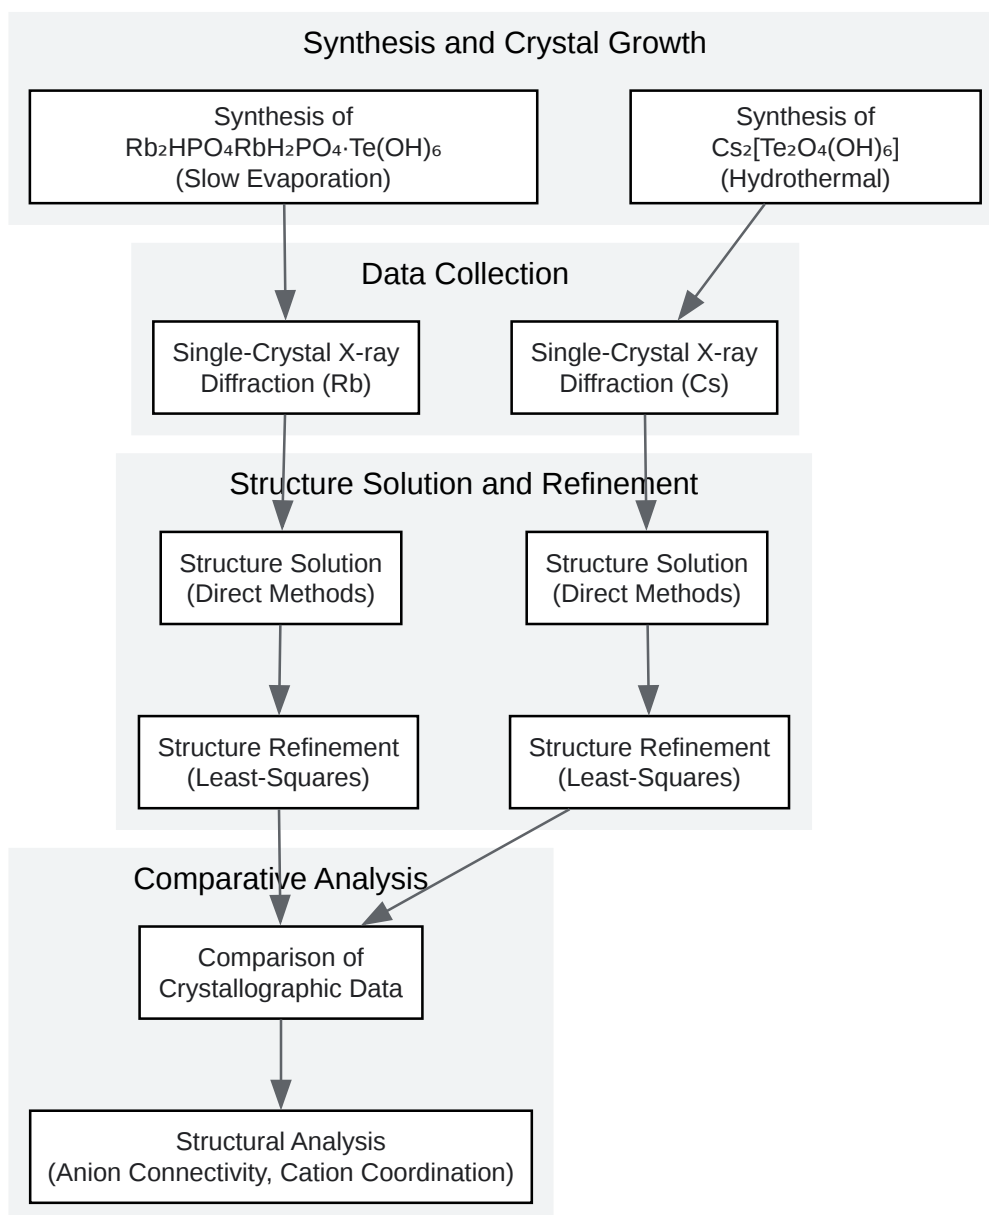 Synthesis and Crystal Growth
Synthesis of
Rb₂HPO₄RbH₂PO₄·Te(OH)₆
(Slow Evaporation)
Synthesis of
Cs₂[Te₂O₄(OH)₆]
(Hydrothermal)
Data Collection
Single-Crystal X-ray
Diffraction (Rb)
Single-Crystal X-ray
Diffraction (Cs)
Structure Solution and Refinement
Structure Solution
(Direct Methods)
Structure Solution
(Direct Methods)
Structure Refinement
(Least-Squares)
Structure Refinement
(Least-Squares)
Comparative Analysis
Comparison of
Crystallographic Data
Structural Analysis
(Anion Connectivity, Cation Coordination)